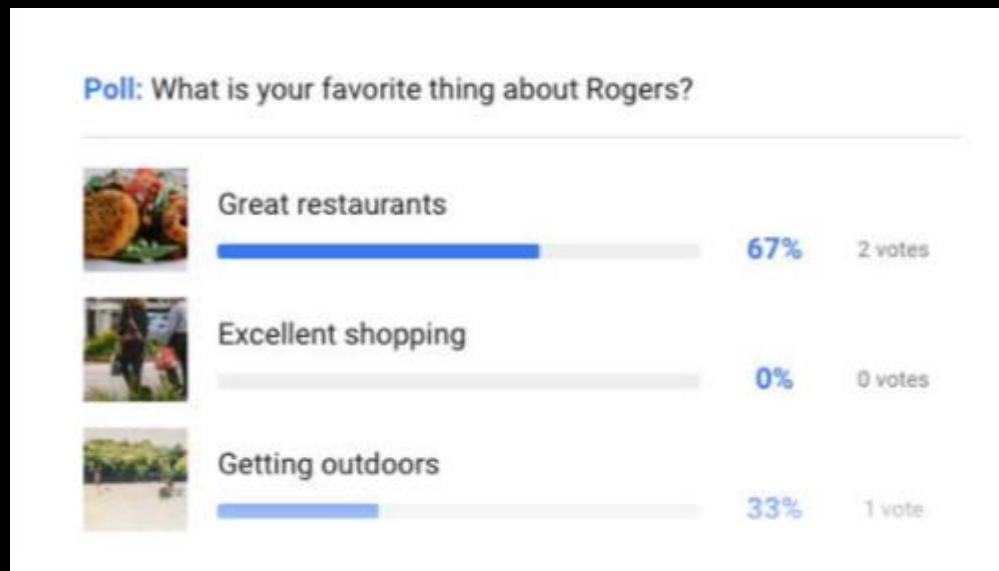 Poll: What is your favorite thing about Rogers?
Great restaurants
67% 2 votes
Excellent shopping
0% 0 votes
Getting outdoors
33% 1 vote